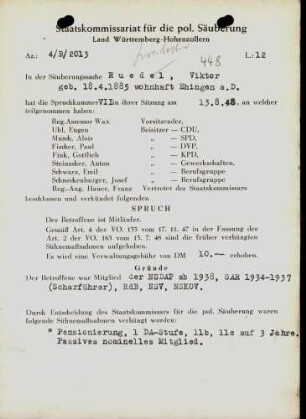 Staatskommissariat für die pol. Säuberung
Land Württemberg-Hohenzollern
Az.: 4/B/2013
448
L: 12
In der Säuberungssache Ruedel, Viktor
geb. 18.4.1885 wohnhaft Ehingen a.D.
hat die Spruchkammer VII in ihrer Sitzung am 13.8.48. an welcher
teilgenommen haben:
Reg.Assessor Wax Vorsitzender,
Uhl, Eugen Beisitzer — CDU,
Musch, Alois „ — SPD,
Fischer, Paul „ — DVP,
Fink, Gottlieb „ — KPD,
Steinacher, Anton „ — Gewerkschaften,
Schwarz, Emil „ — Berufsgruppe
Schneckenburger, Josef „ — Berufsgruppe
Reg.-Ang. Hauer, Franz Vertreter des Staatskommissars
beschlossen und verkündet folgenden
SPRUCH
Der Betroffene ist Mitläufer.
Gemäß Art. 4 der VO. 133 vom 17. 11. 47 in der Fassung der
Art. 2 der VO. 165 vom 13. 7. 48 sind die früher verhängten
Sühnemaßnahmen aufgehoben.
Es wird eine Verwaltungsgebühr von DM 10.— erhoben.
Gründe
Der Betroffene war Mitglied der NSDAP ab 1938, SAR 1934-1937
(Scharführer), RdB, NSV, NSKOV.
Durch Entscheidung des Staatskommissars für die pol. Säuberung waren
folgende Sühnemaßnahmen verhängt worden:
" Pensionierung, 1 DA-Stufe, 11b, 11c auf 3 Jahre.
Passives nominelles Mitglied.